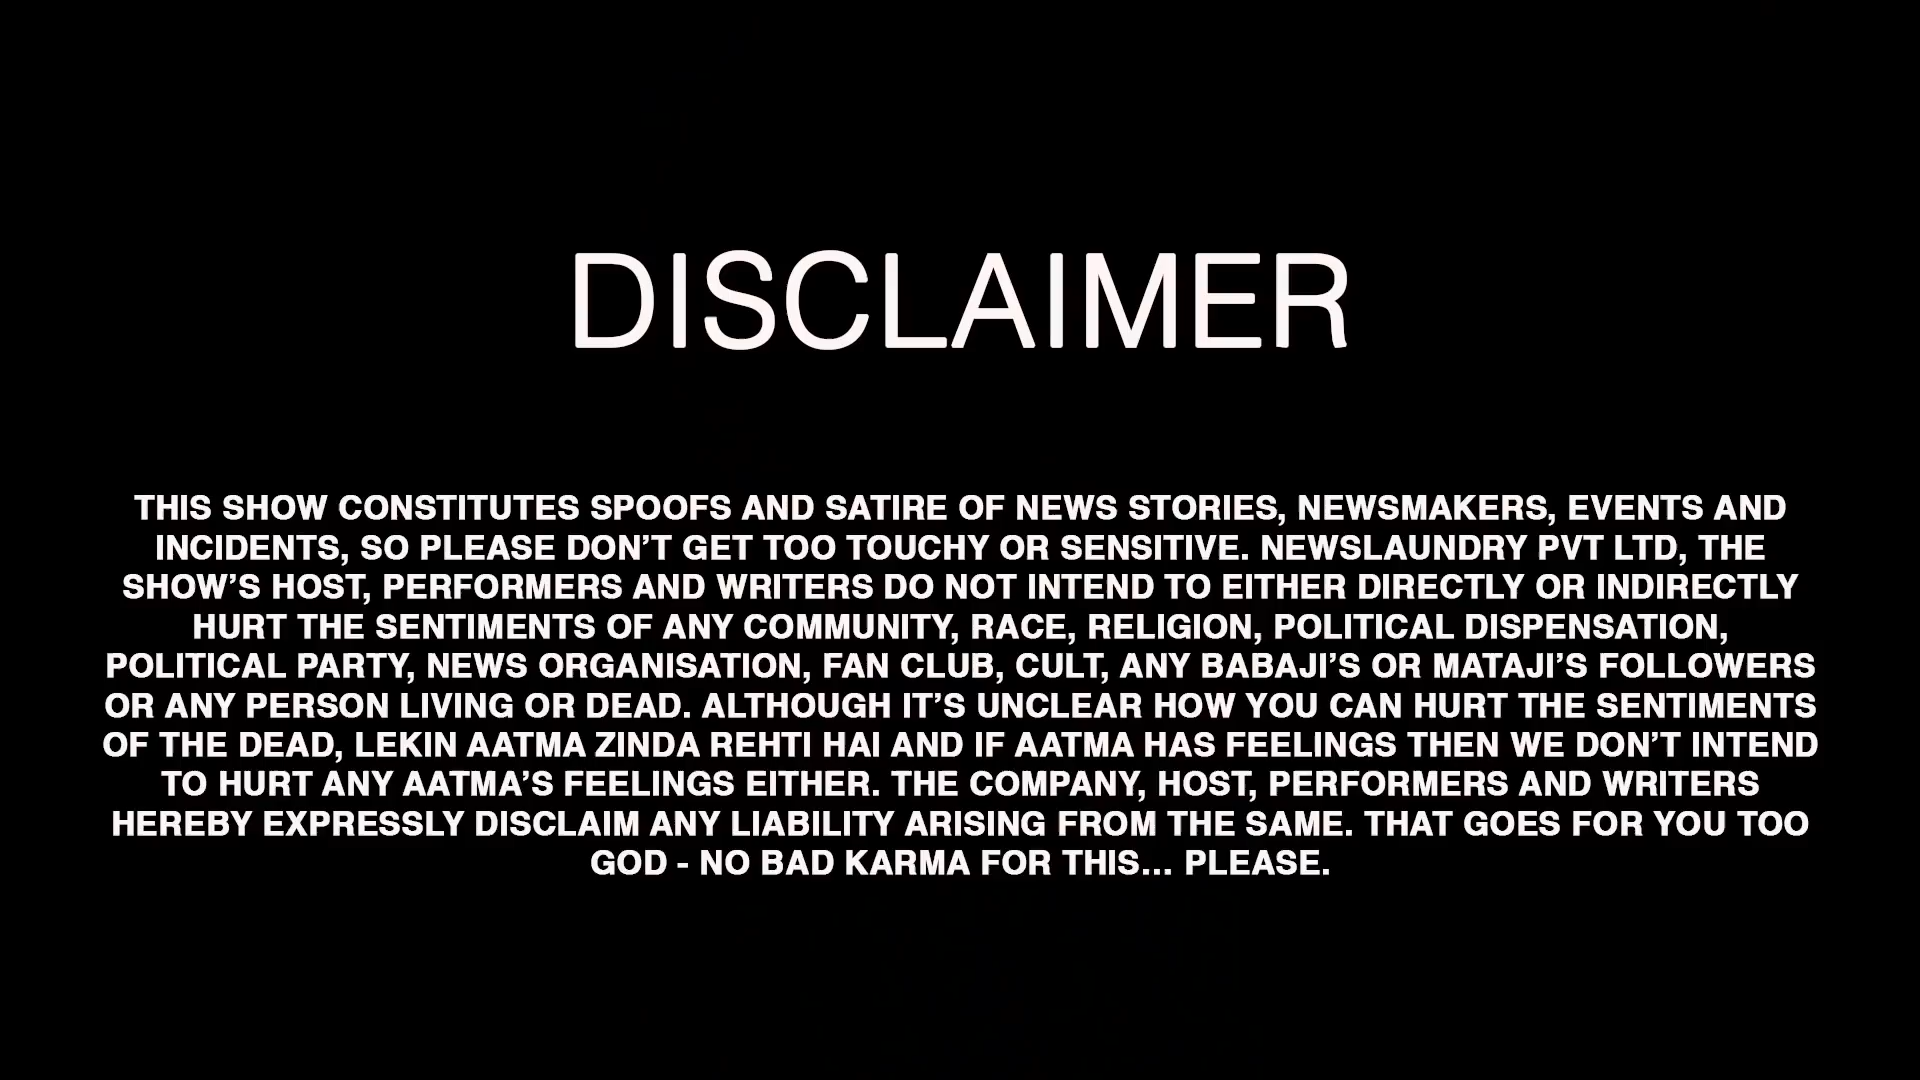 DISCLAIMER
THIS SHOW CONSTITUTES SPOOFS AND SATIRE OF NEWS STORIES, NEWSMAKERS, EVENTS AND
INCIDENTS, SO PLEASE DON’T GET TOO TOUCHY OR SENSITIVE. NEWSLAUNDRY PVT LTD, THE
SHOW’S HOST, PERFORMERS AND WRITERS DO NOT INTEND TO EITHER DIRECTLY OR INDIRECTLY
HURT THE SENTIMENTS OF ANY COMMUNITY, RACE, RELIGION, POLITICAL DISPENSATION,
POLITICAL PARTY, NEWS ORGANISATION, FAN CLUB, CULT, ANY BABAJI’S OR MATAJI’S FOLLOWERS
OR ANY PERSON LIVING OR DEAD. ALTHOUGH IT’S UNCLEAR HOW YOU CAN HURT THE SENTIMENTS
OF THE DEAD, LEKIN AATMA ZINDA REHTI HAI AND IF AATMA HAS FEELINGS THEN WE DON’T INTEND
TO HURT ANY AATMA’S FEELINGS EITHER. THE COMPANY, HOST, PERFORMERS AND WRITERS
HEREBY EXPRESSLY DISCLAIM ANY LIABILITY ARISING FROM THE SAME. THAT GOES FOR YOU TOO
GOD - NO BAD KARMA FOR THIS... PLEASE.